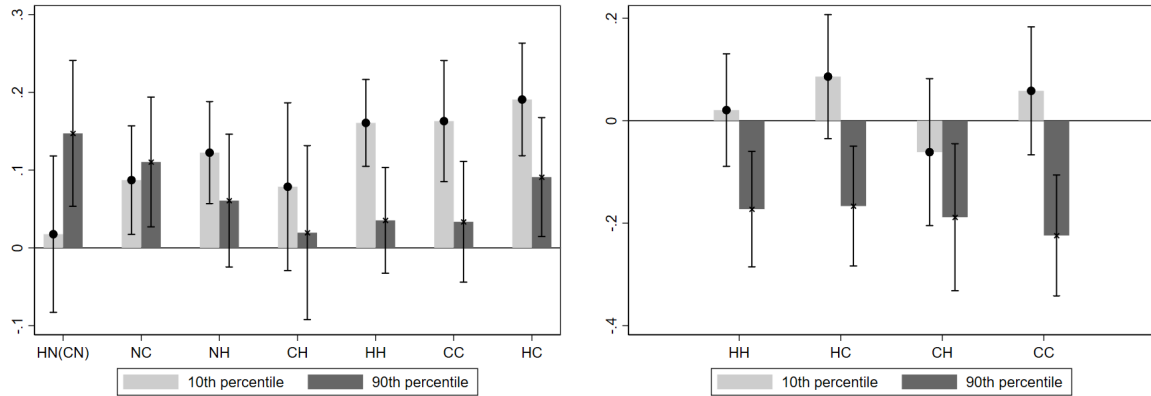 .3
.2
.1
0
-.1
HN(CN) NC NH CH HH CC HC
10th percentile 90th percentile
.2
0
-.2
-.4
HH HC CH CC
10th percentile 90th percentile